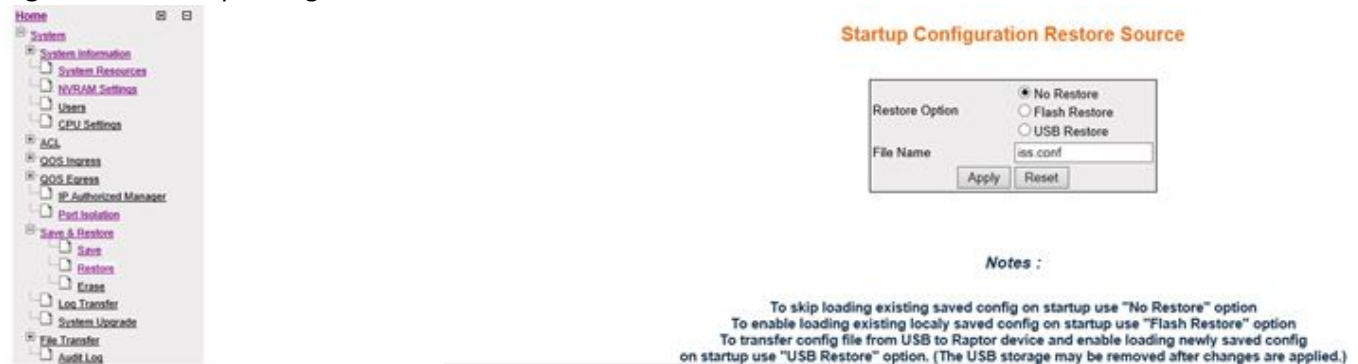 Home
System
System Information
System Resources
NVRAM Settings
Users
CPU Settings
ACL
QOS Ingress
QOS Egress
IP Authorized Manager
Port Isolation
Save & Restore
Save
Restore
Erase
Log Transfer
System Upgrade
File Transfer
Audit Log
Startup Configuration Restore Source
Restore Option
No Restore
Flash Restore
USB Restore
File Name iss.conf
Apply Reset
Notes :
To skip loading existing saved config on startup use "No Restore" option
To enable loading existing localy saved config on startup use "Flash Restore" option
To transfer config file from USB to Raptor device and enable loading newly saved config
on startup use "USB Restore" option. (The USB storage may be removed after changes are applied.)